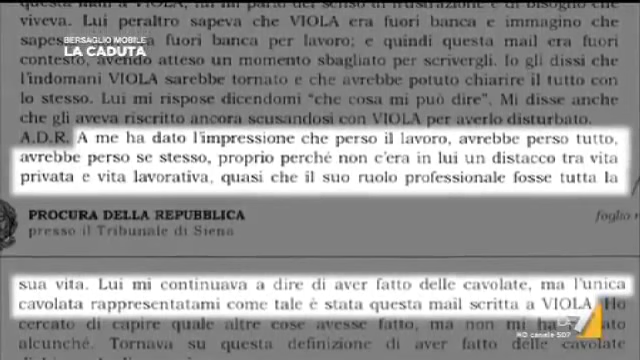 questa mail a VIOLA, lui mi parlò del senso di frustrazione e di bisogno che
BERSAGLIO MOBILE
LA CADUTA
viveva. Lui peraltro sapeva che VIOLA era fuori banca e immagino che
sapes fuori banca per lavoro; e quindi questa mail era fuori
contesto, avendo atteso un momento sbagliato per scrivergli. Io gli dissi che
l'indomani VIOLA sarebbe tornato e che avrebbe potuto chiarire il tutto con
lo stesso. Lui mi rispose dicendomi "che cosa mi può dire". Mi disse anche
che gli aveva riscritto ancora scusandosi con VIOLA per averlo disturbato.
A.D.R. A me ha dato l'impressione che perso il lavoro, avrebbe perso tutto,
avrebbe perso se stesso, proprio perché non c'era in lui un distacco tra vita
privata e vita lavorativa, quasi che il suo ruolo professionale fosse tutta la
PROCURA DELLA REPUBBLICA
presso il Tribunale di Siena
foglio n
sua vita. Lui mi continuava a dire di aver fatto delle cavolate, ma l'unica
cavolata rappresentatami come tale è stata questa mail scritta a VIOLA. Ho
cercato di capire quale altre cose avesse fatto, ma non mi ha
alcunché. Tornava su questa definizione di aver fatto delle cavolate
7
HD canale 507